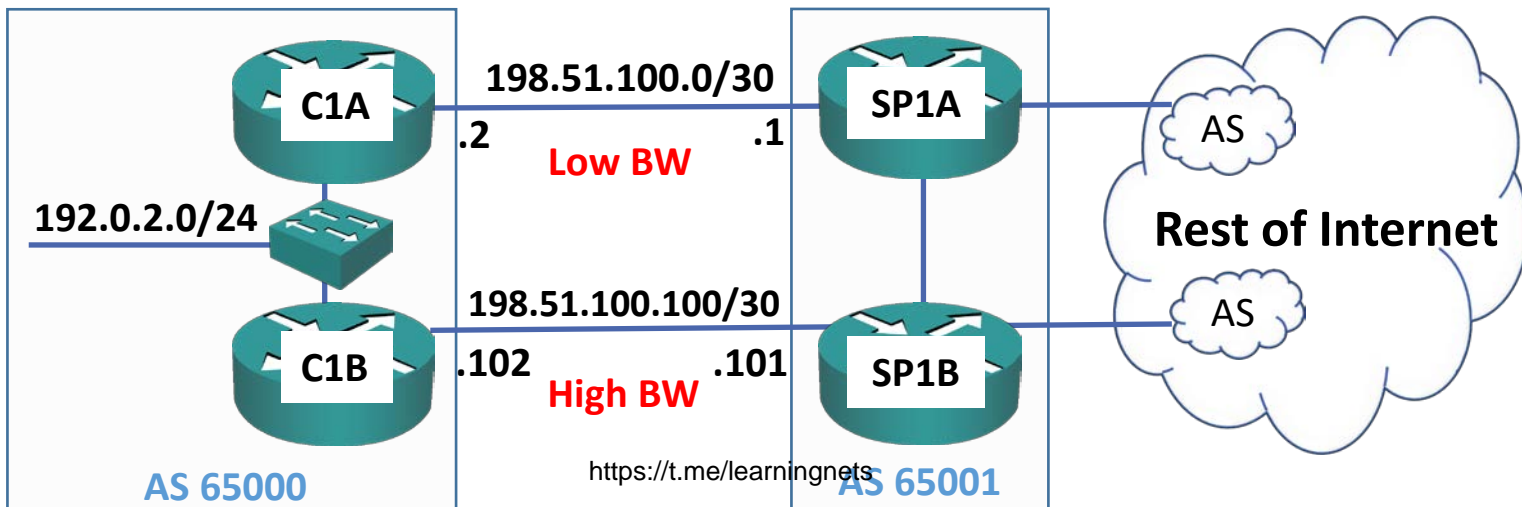 C1A
198.51.100.0/30
SP1A
.2
.1
Low BW
AS
192.0.2.0/24
Rest of Internet
198.51.100.100/30
AS
C1B
.102
.101
SP1B
High BW
https://t.me/learningnets
AS 65000
AS 65001